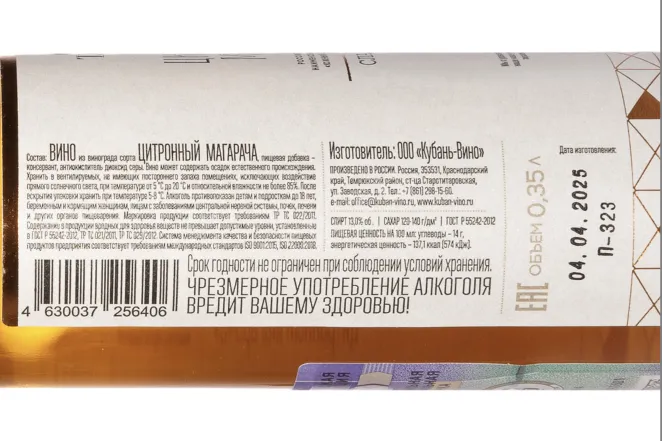 Состав: ВИНО из винограда сорта ЦИТРОННЫЙ МАГАРАЧА, пищевая добавка –
консервант, антиокислитель диоксид серы. Вино может содержать осадок естественного происхождения.
Хранить в вентилируемых, не имеющих постороннего запаха помещениях, исключающих воздействие
прямого солнечного света, при температуре от 5 °С до 20 °С и относительной влажности не более 85%. После
вскрытия упаковки хранить при температуре 5-8 °С. Алкоголь противопоказан детям и подросткам до 18 лет,
беременным и кормящим женщинам, лицам с заболеваниями центральной нервной системы, почек, печени
и других органов пищеварения. Маркировка продукции соответствует требованиям ТР ТС 022/2011.
Содержание в продукции вредных для здоровья веществ не превышает допустимые уровни, установленные
в ГОСТ Р 55242-2012, ТР ТС 021/2011, ТР ТС 029/2012. Система менеджмента качества и безопасности пищевых
продуктов предприятия соответствует требованиям международных стандартов ISO 9001:2015, ISO 22000:2018.
Изготовитель: ООО «Кубань-Вино»
ПРОИЗВЕДЕНО В РОССИИ. Россия, 353531, Краснодарский
край, Темрюкский район, ст-ца Старотитаровская,
ул. Заводская, д. 2. Тел.: +7 (861) 298-15-60.
e-mail: office@kuban-vino.ru, www.kuban-vino.ru
СПИРТ 13,0% об. | САХАР 120-140 г/дм³ | ГОСТ Р 55242-2012
ПИЩЕВАЯ ЦЕННОСТЬ НА 100 мл: углеводы - 14 г,
энергетическая ценность - 137,1 ккал (574 кДж).
Срок годности не ограничен при соблюдении условий хранения.
ЧРЕЗМЕРНОЕ УПОТРЕБЛЕНИЕ АЛКОГОЛЯ
ВРЕДИТ ВАШЕМУ ЗДОРОВЬЮ!
4 630037 256406
EAC ОБЪЕМ 0,35 л
Дата изготовления:
04.04.2025
П-323